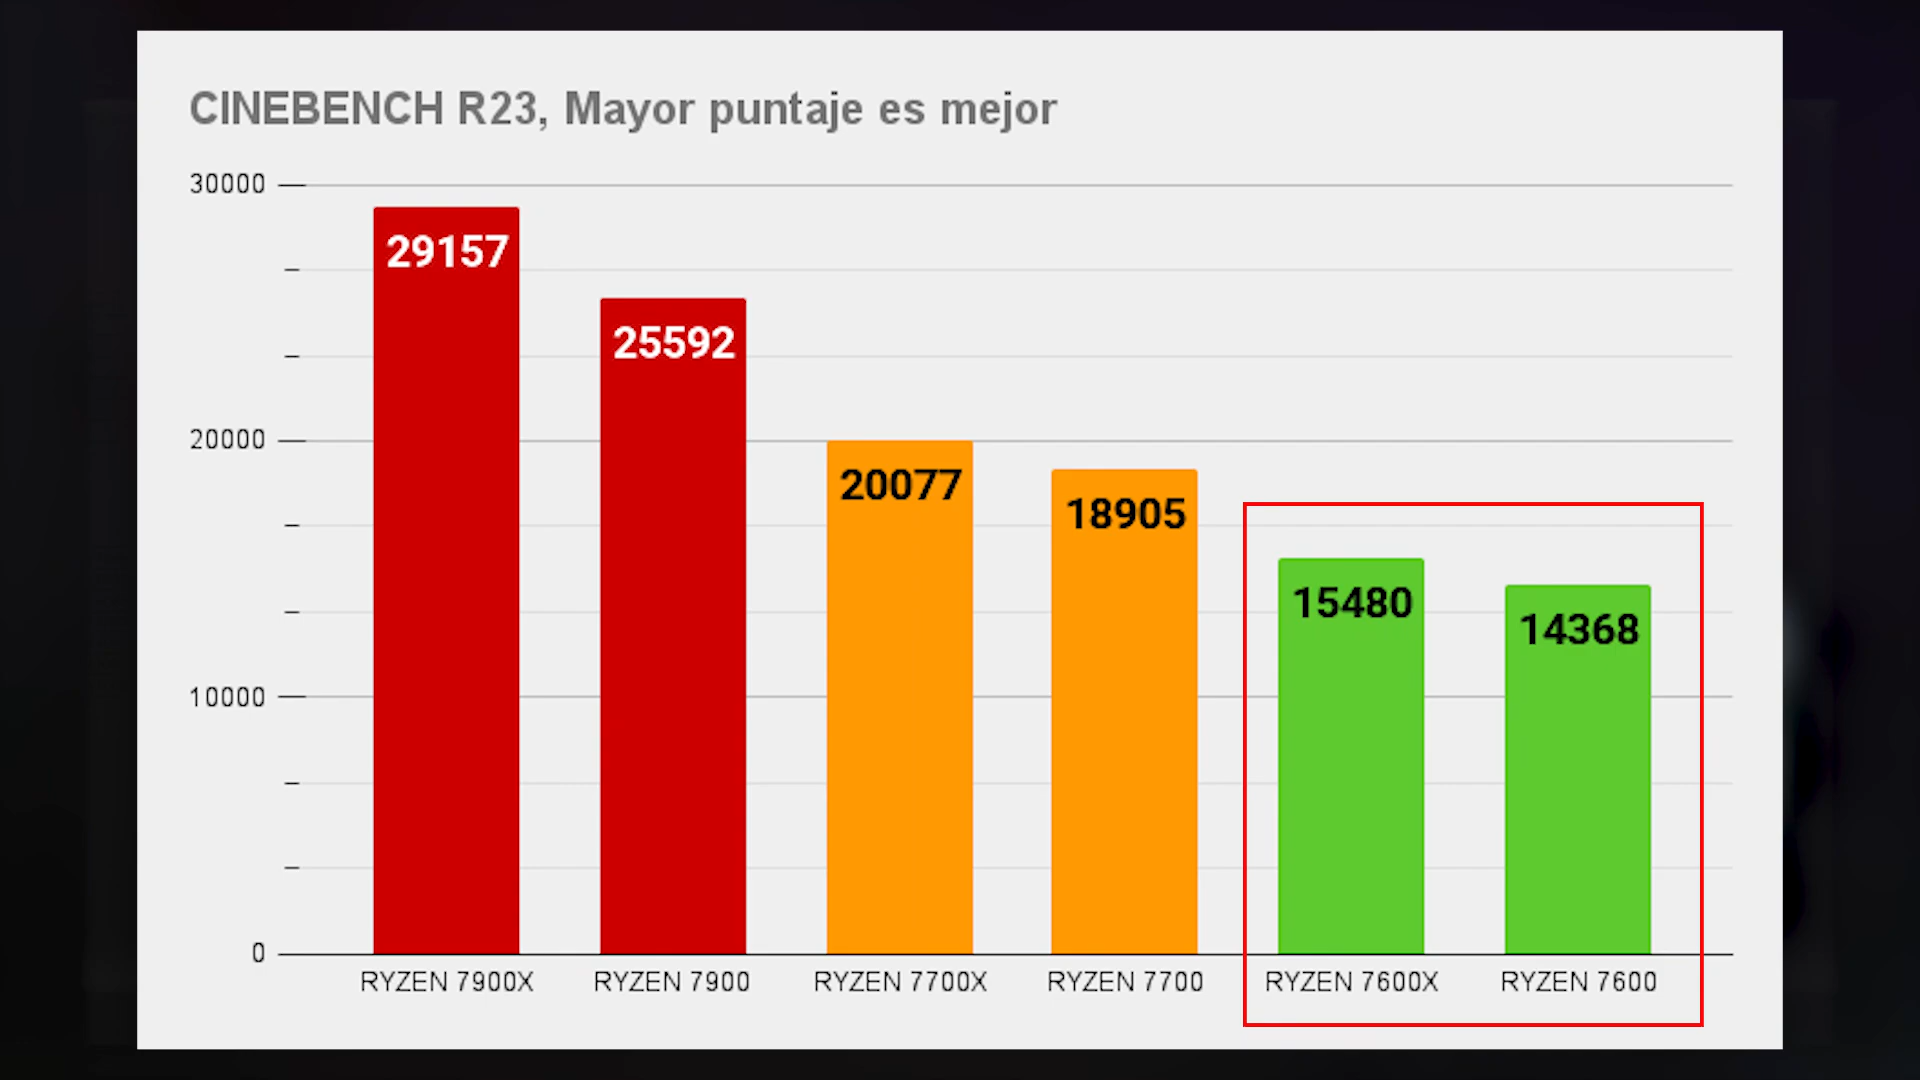 CINEBENCH R23, Mayor puntaje es mejor
30000
20000
10000
0
29157
25592
20077
18905
15480
14368
RYZEN 7900X
RYZEN 7900
RYZEN 7700X
RYZEN 7700
RYZEN 7600X
RYZEN 7600